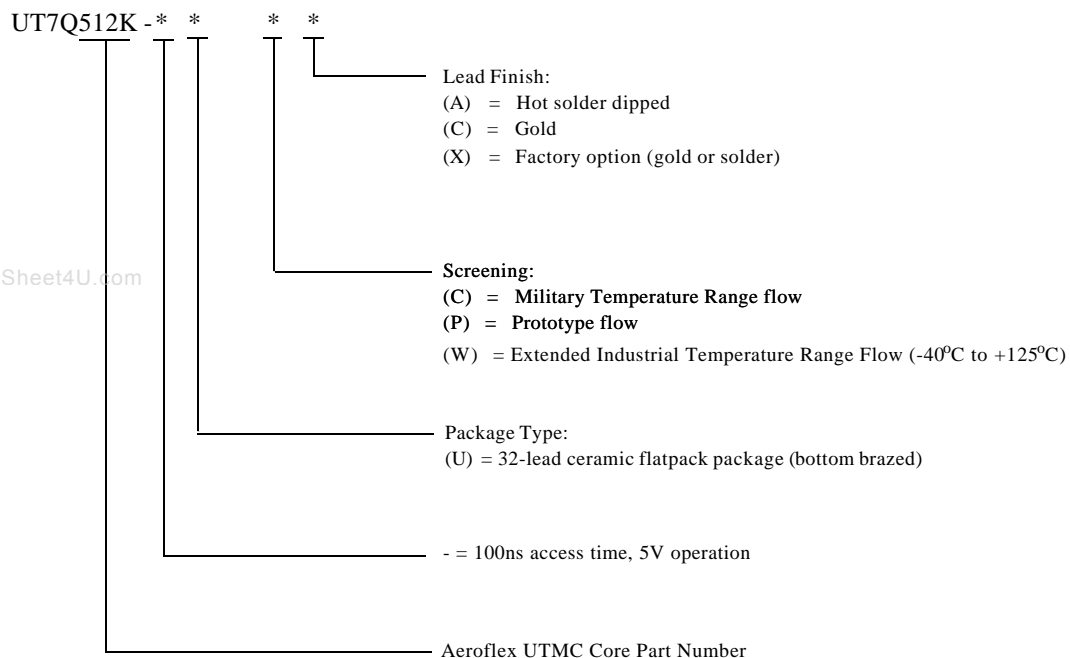 UT7Q512K - * * * *
Lead Finish:
(A) = Hot solder dipped
(C) = Gold
(X) = Factory option (gold or solder)
Sheet4U.com
Screening:
(C) = Military Temperature Range flow
(P) = Prototype flow
(W) = Extended Industrial Temperature Range Flow (-40°C to +125°C)
Package Type:
(U) = 32-lead ceramic flatpack package (bottom brazed)
- = 100ns access time, 5V operation
Aeroflex UTMC Core Part Number